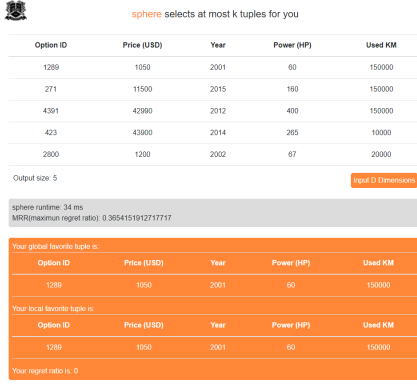 sphere selects at most k tuples for you
Option ID Price (USD) Year Power (HP) Used KM
1289 1050 2001 60 150000
271 11500 2015 160 150000
4391 42990 2012 400 150000
423 43900 2014 265 10000
2800 1200 2002 67 20000
Output size: 5
Input D Dimensions
sphere runtime: 34 ms
MRR(maximun regret ratio): 0.3654151912717717
Your global favorite tuple is:
Option ID Price (USD) Year Power (HP) Used KM
1289 1050 2001 60 150000
Your local favorite tuple is:
Option ID Price (USD) Year Power (HP) Used KM
1289 1050 2001 60 150000
Your regret ratio is: 0